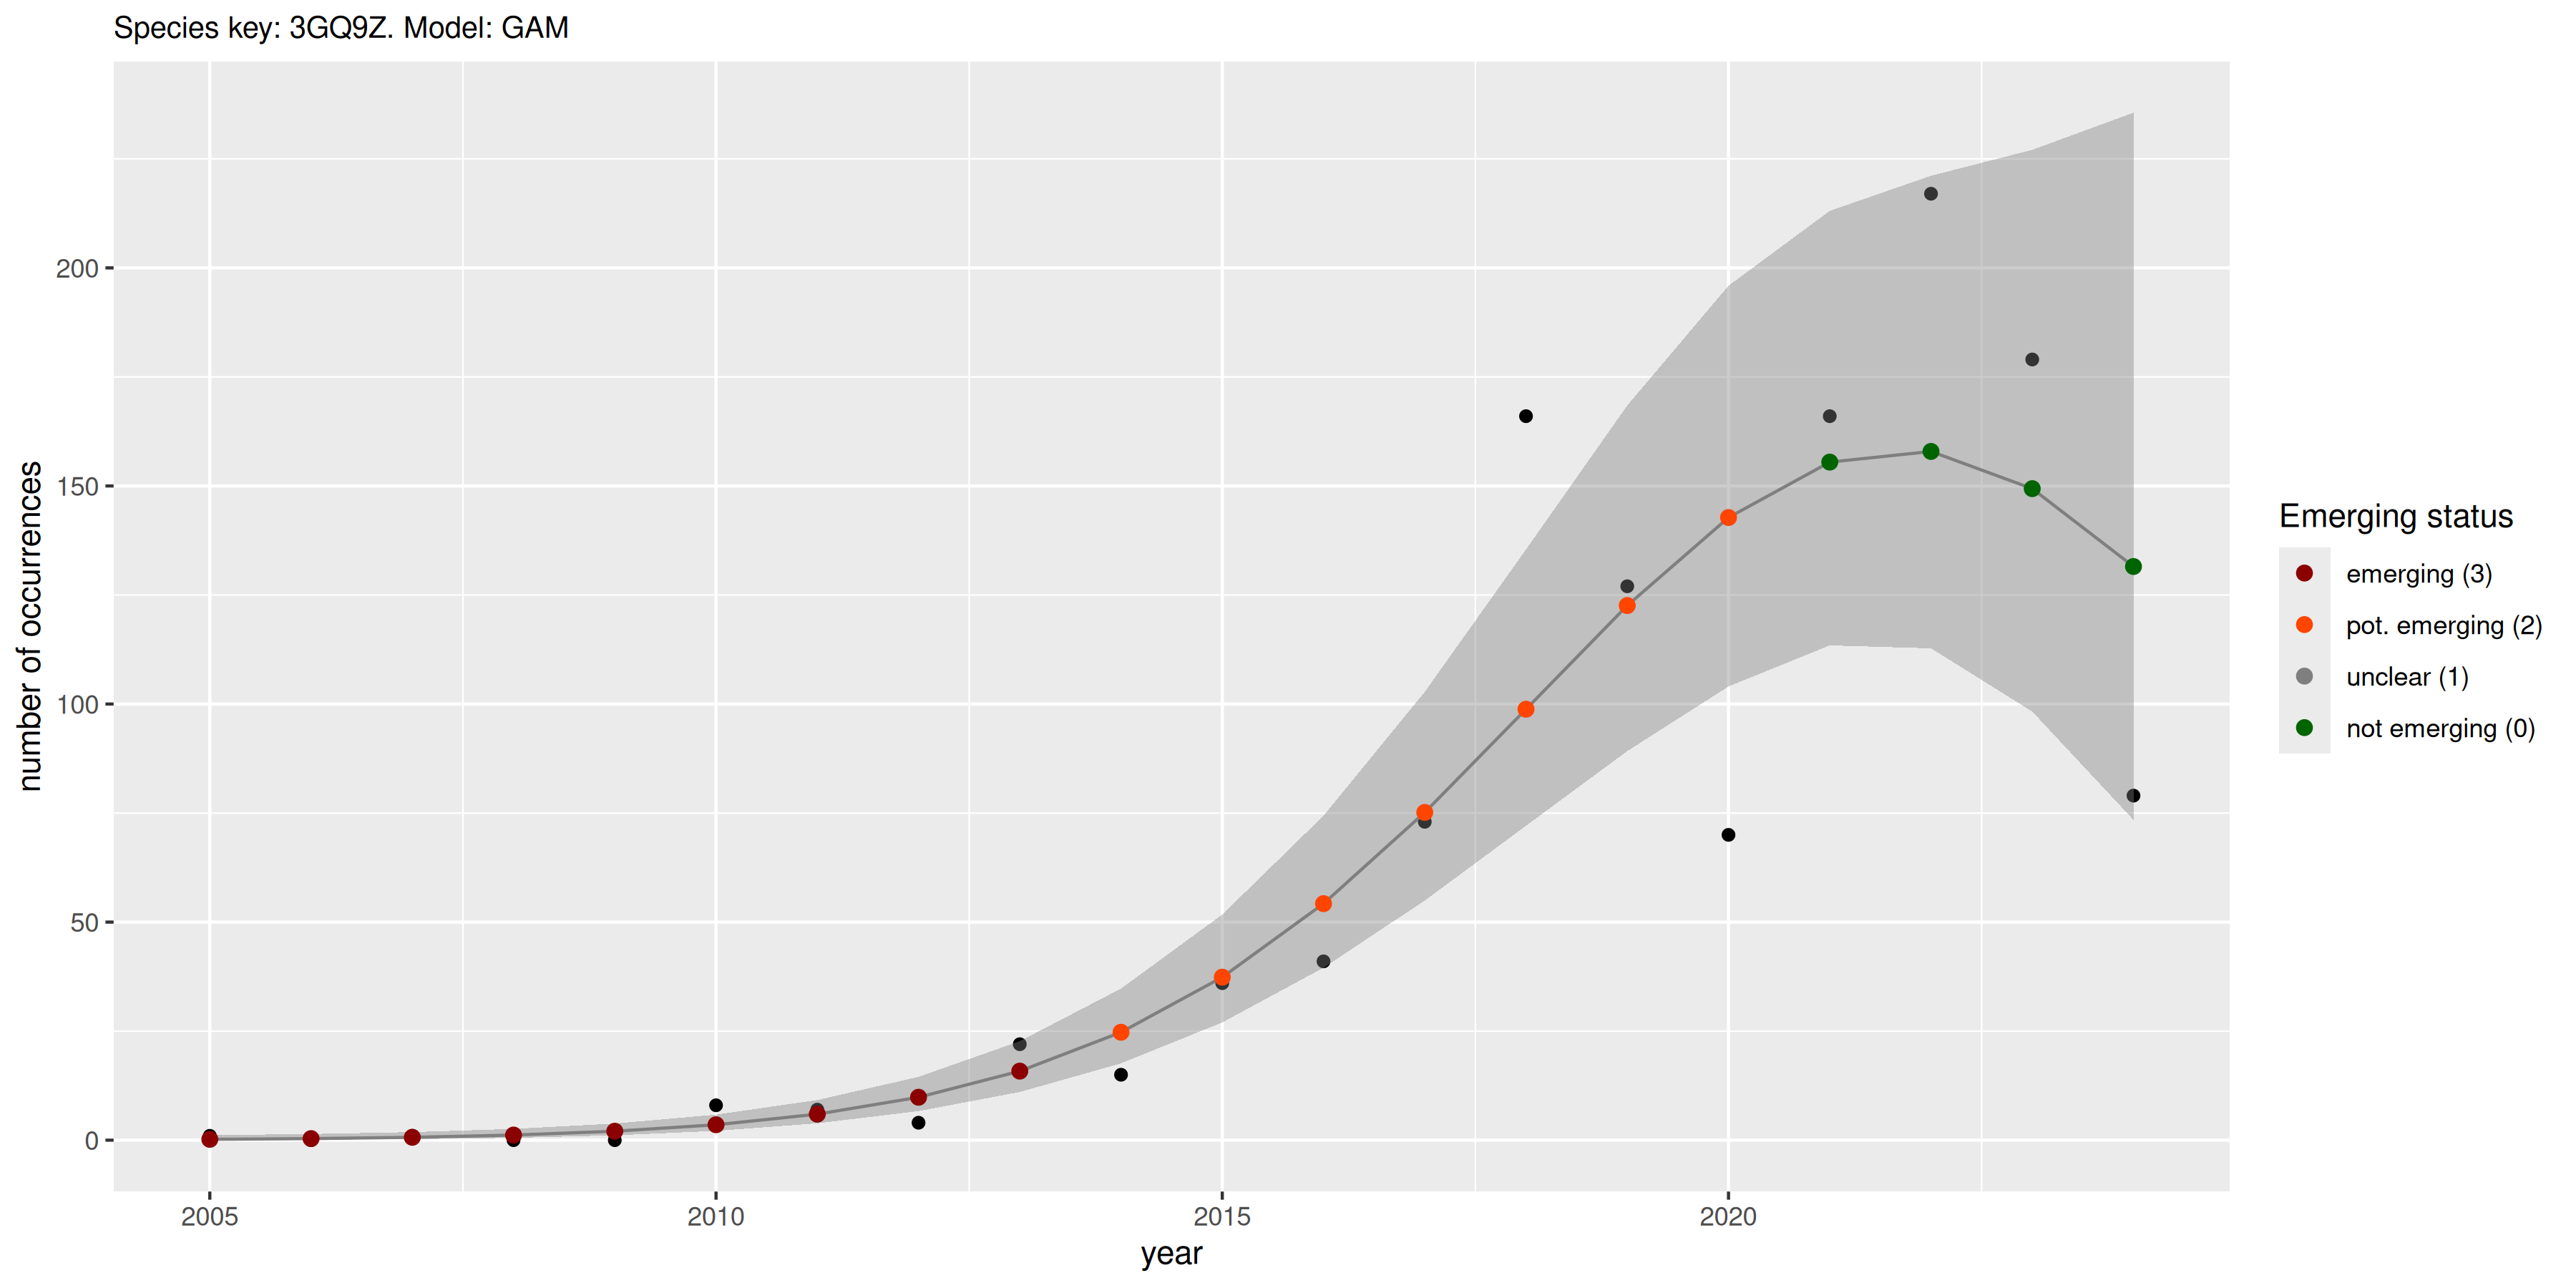 Species key: 3GQ9Z. Model: GAM
number of occurrences
200
150
100
50
0
2005
2010
2015
2020
year
Emerging status
emerging (3)
pot. emerging (2)
unclear (1)
not emerging (0)